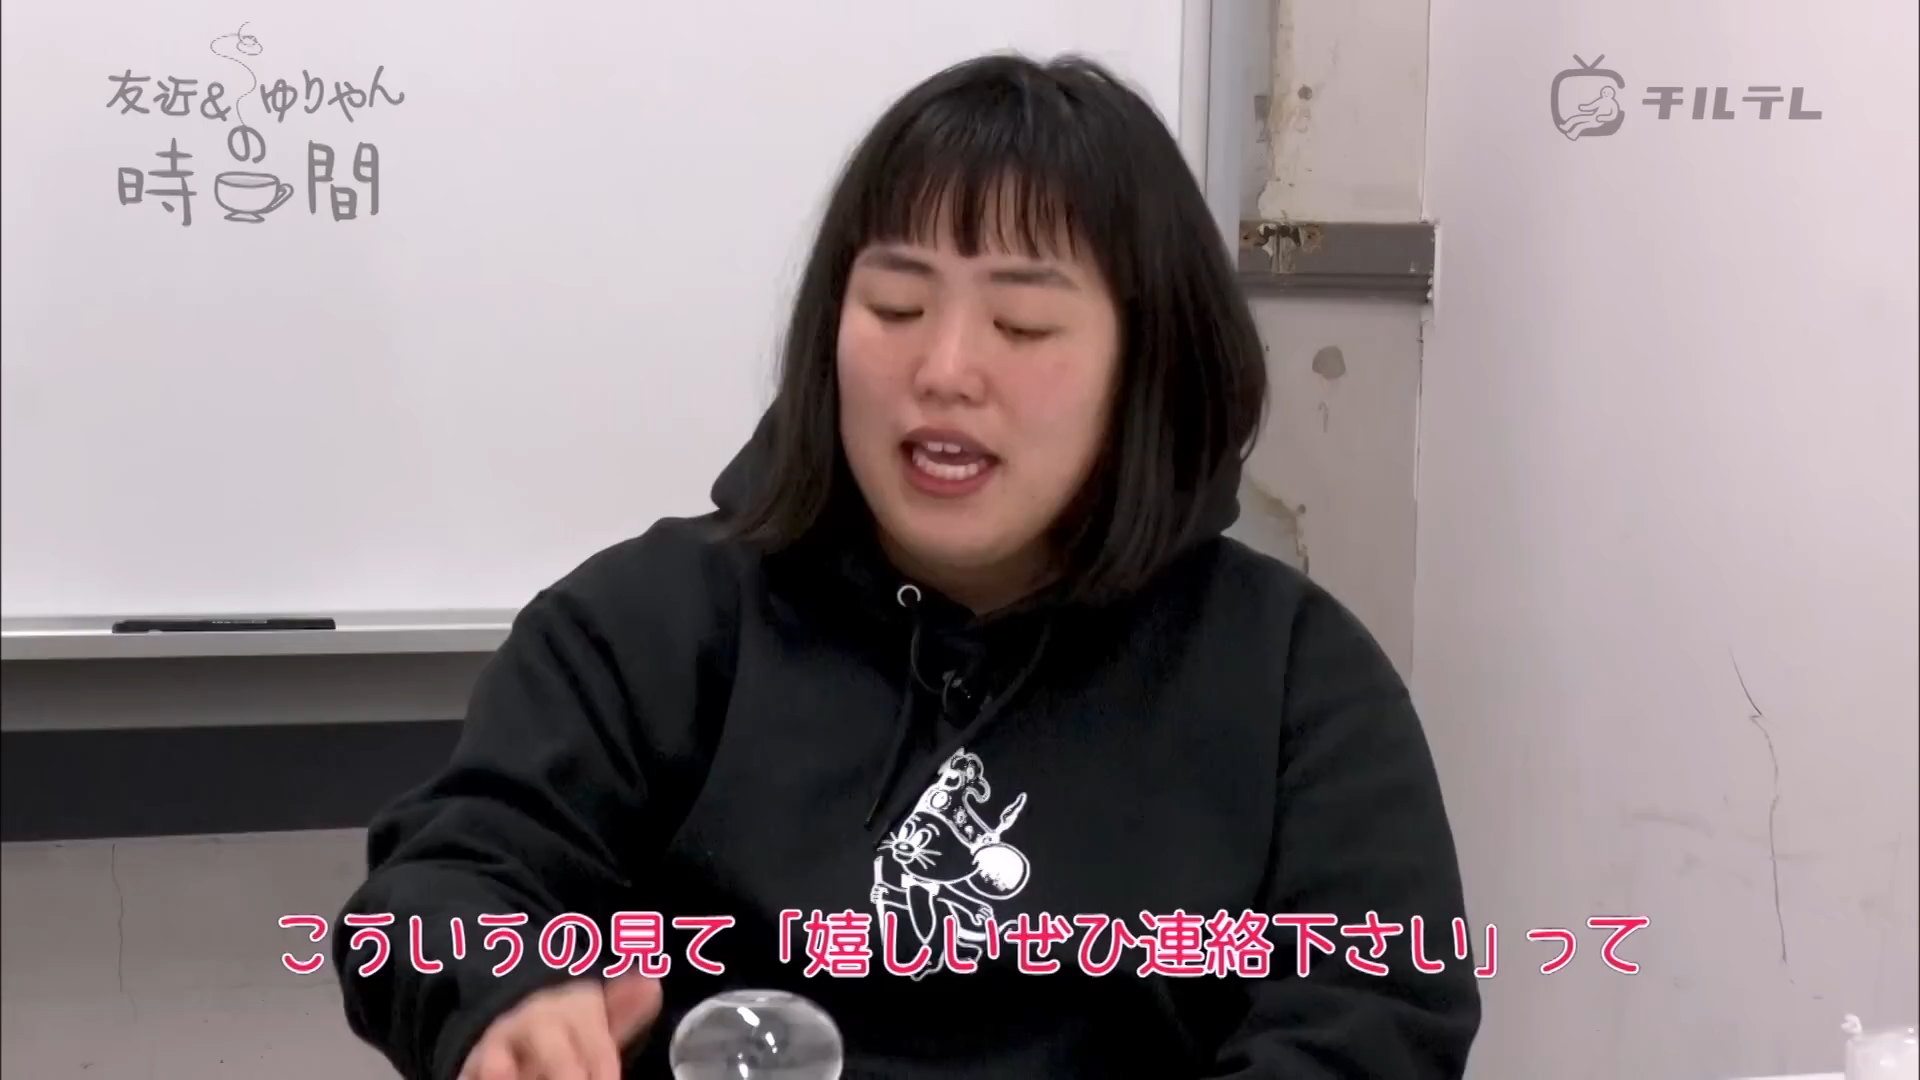 友近&ゆりやん
の
時間
チルテレ
こういうの見て「嬉しいぜひ連絡下さい」って